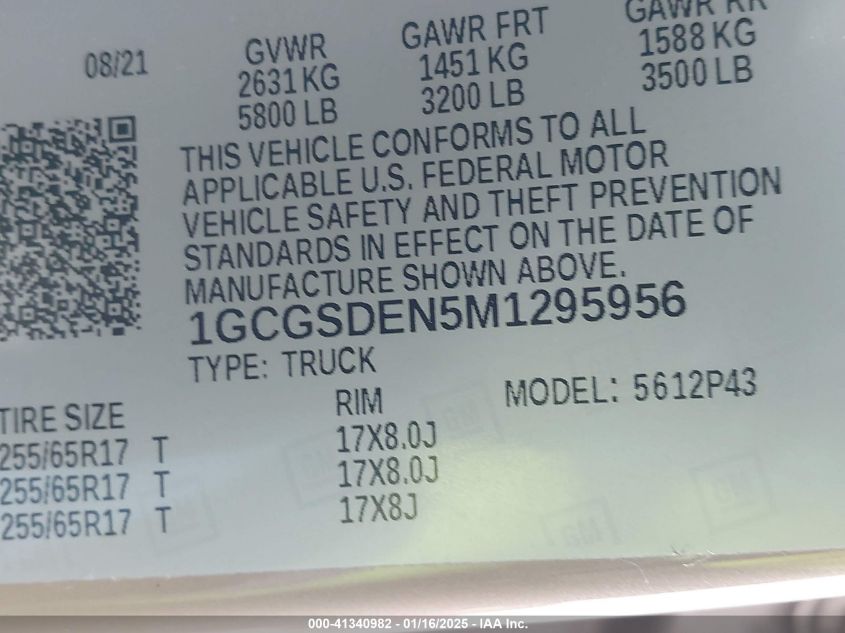 08/21 GVWR GAWR FRT GAWR RR
2631 KG 1451 KG 1588 KG
5800 LB 3200 LB 3500 LB
THIS VEHICLE CONFORMS TO ALL
APPLICABLE U.S. FEDERAL MOTOR
VEHICLE SAFETY AND THEFT PREVENTION
STANDARDS IN EFFECT ON THE DATE OF
MANUFACTURE SHOWN ABOVE.
1GCGSDEN5M1295956
TYPE: TRUCK MODEL: 5612P43
TIRE SIZE RIM
255/65R17 T 17X8.0J
255/65R17 T 17X8.0J
255/65R17 T 17X8J
000-41340982 - 01/16/2025 - IAA Inc.